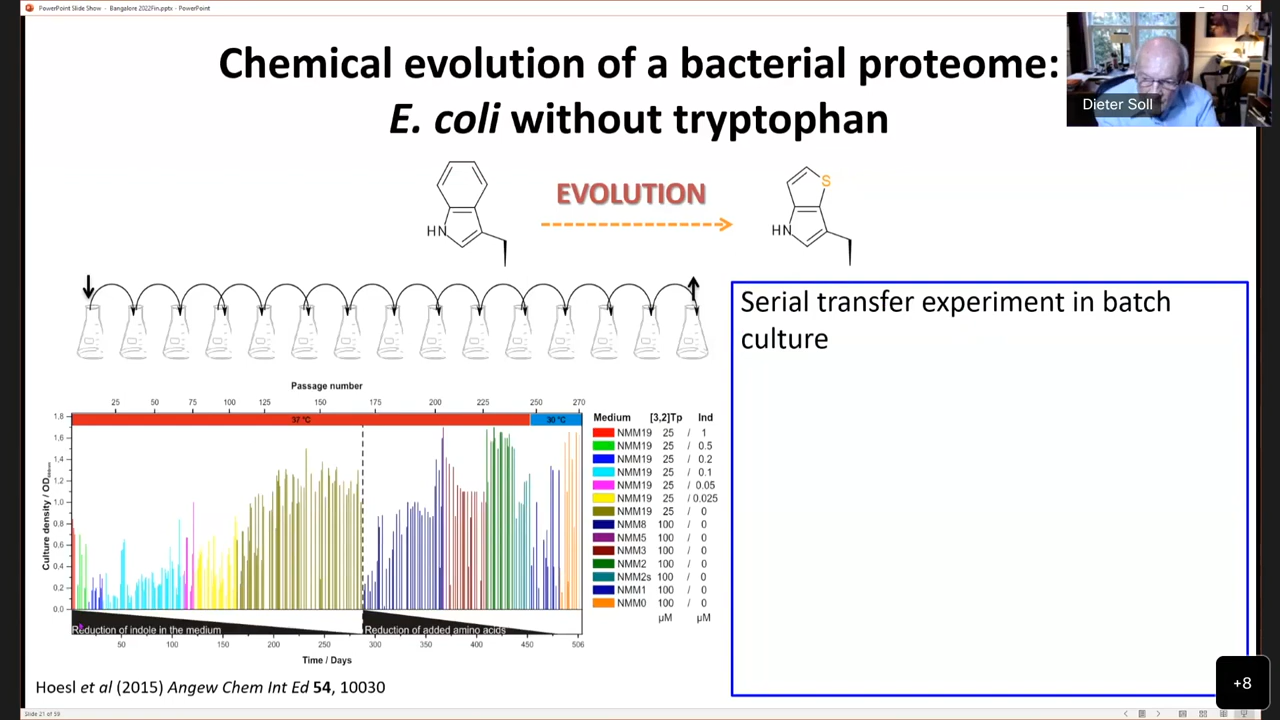 PowerPoint Slide Show - Bangalore 2022Fin.pptx - PowerPoint
Chemical evolution of a bacterial proteome:
E. coli without tryptophan
Dieter Soll
HN
EVOLUTION
HN
S
Serial transfer experiment in batch
culture
Passage number
25 50 75 100 125 150 175 200 225 250 270
37 °C 30 °C
Culture density / OD
1,8
1,6
1,4
1,2
1,0
0,8
0,6
0,4
0,2
0,0
Reduction of indole in the medium
Reduction of added amino acids
50 100 150 200 250 300 350 400 450 506
Time / Days
Medium [3,2]Tp Ind
NMM19 25 / 1
NMM19 25 / 0.5
NMM19 25 / 0.2
NMM19 25 / 0.1
NMM19 25 / 0.05
NMM19 25 / 0.025
NMM19 25 / 0
NMM8 100 / 0
NMM5 100 / 0
NMM3 100 / 0
NMM2 100 / 0
NMM2s 100 / 0
NMM1 100 / 0
NMM0 100 / 0
µM µM
Hoesl et al (2015) Angew Chem Int Ed 54, 10030
+8
Slide 21 of 59